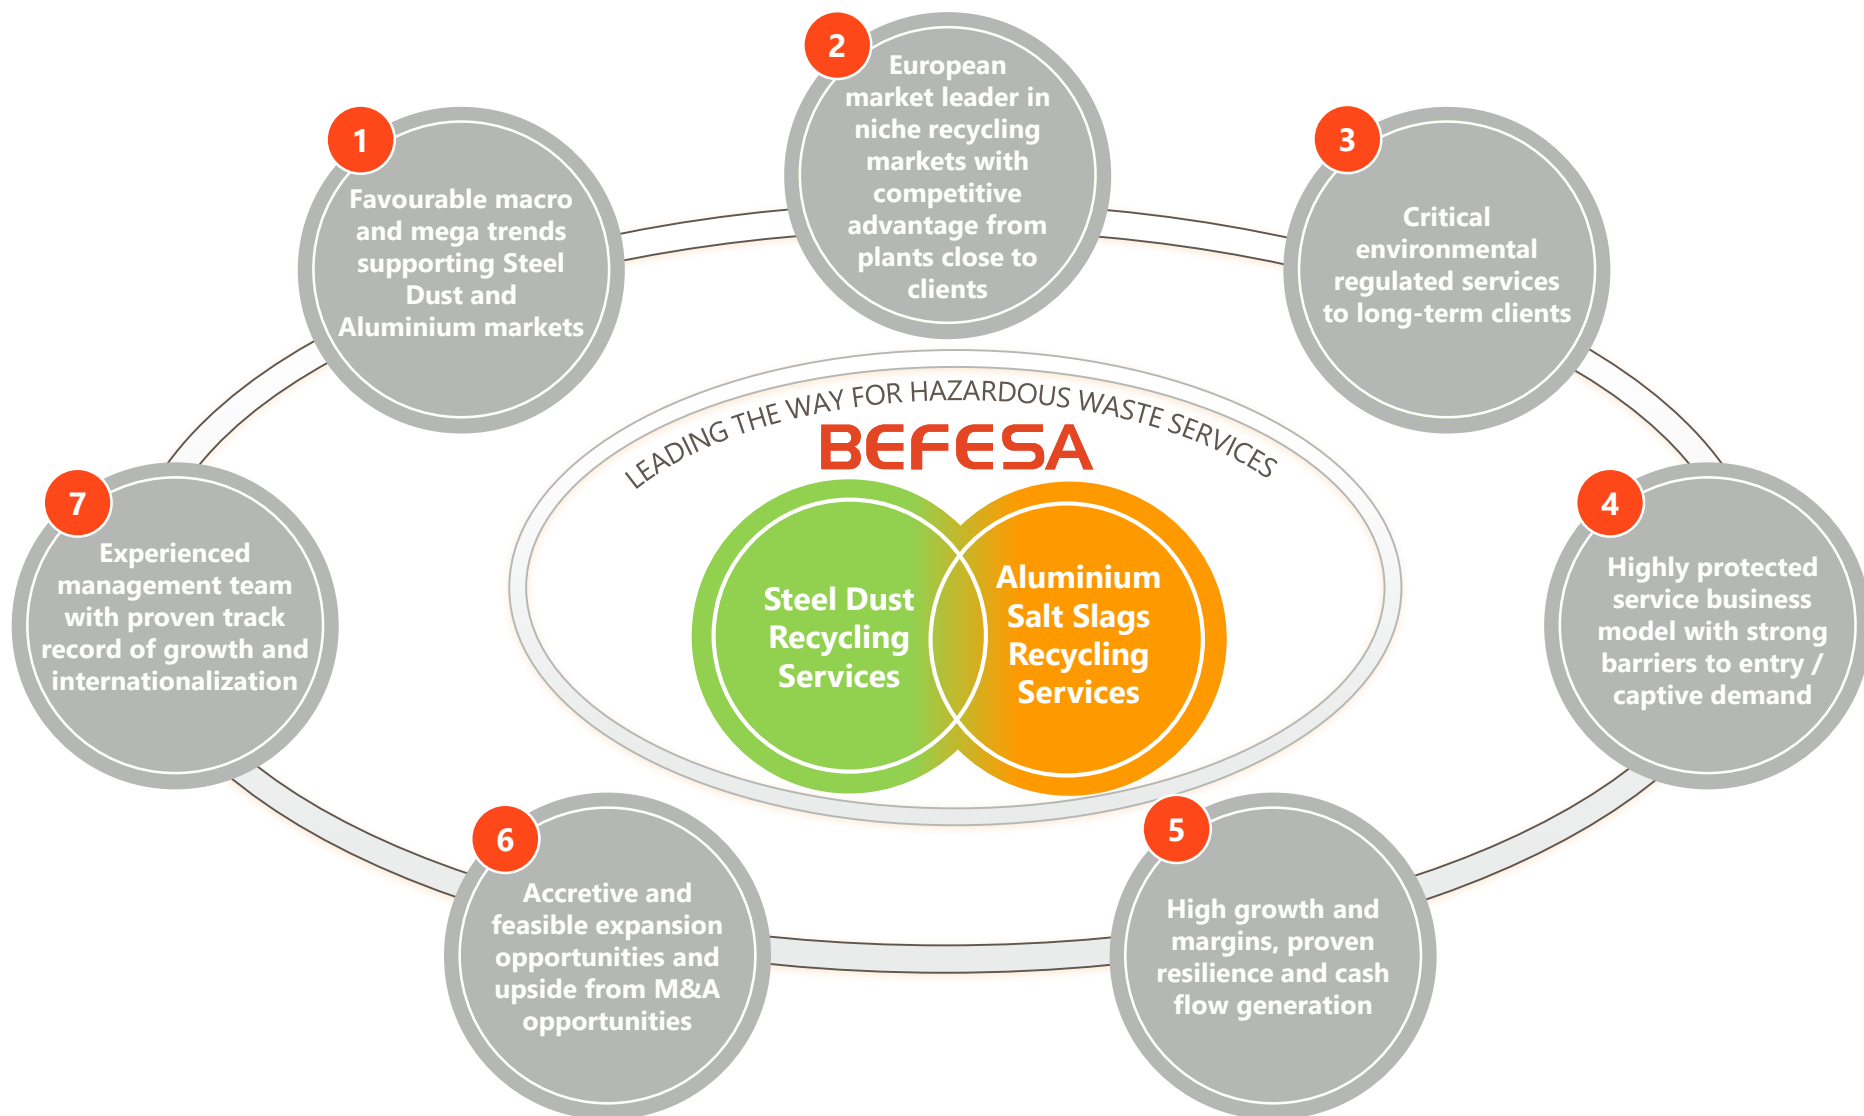 1
Favourable macro
and mega trends
supporting Steel
Dust and
Aluminium markets
2
European
market leader in
niche recycling
markets with
competitive
advantage from
plants close to
clients
3
Critical
environmental
regulated services
to long-term clients
4
Highly protected
service business
model with strong
barriers to entry /
captive demand
5
High growth and
margins, proven
resilience and cash
flow generation
6
Accretive and
feasible expansion
opportunities and
upside from M&A
opportunities
7
Experienced
management team
with proven track
record of growth and
internationalization
LEADING THE WAY FOR HAZARDOUS WASTE SERVICES
BEFESA
Steel Dust
Recycling
Services
Aluminium
Salt Slags
Recycling
Services